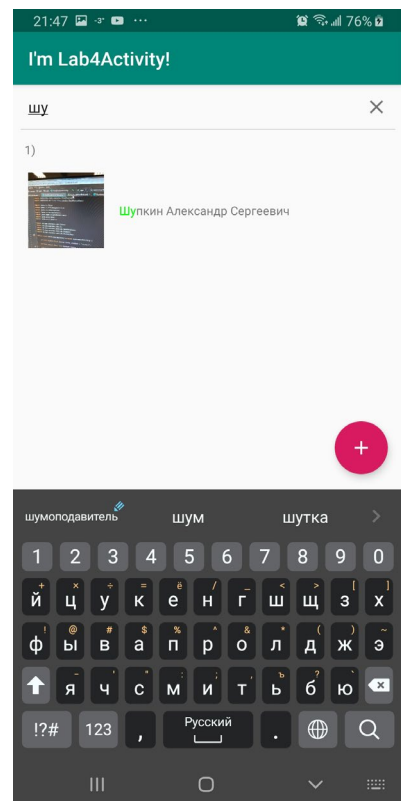 21:47 -3° ··· 76%
I'm Lab4Activity!
шу
1)
Шупкин Александр Сергеевич
+
шумоподавитель шум шутка
1 2 3 4 5 6 7 8 9 0
+ × ÷ = ё / _ < > [ ]
й ц у к е н г ш щ з х
! @ # $ % ^ & * ( ) ~
ф ы в а п р о л д ж э
- ' " : ; , ? ъ ? `
я ч с м и т ь б ю
!?# 123 , Русский .